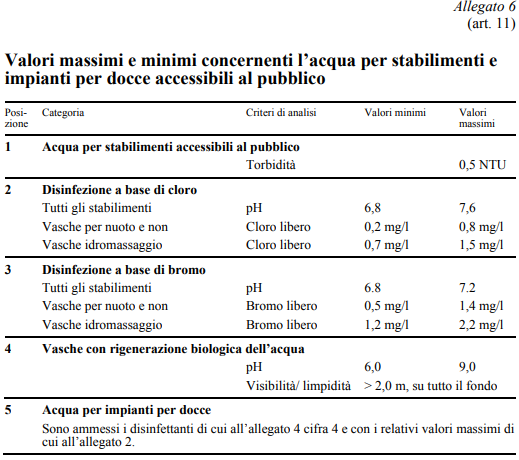 Allegato 6
(art. 11)
Valori massimi e minimi concernenti l’acqua per stabilimenti e
impianti per docce accessibili al pubblico
Posi-
zione Categoria Criteri di analisi Valori minimi Valori
massimi
1 Acqua per stabilimenti accessibili al pubblico
Torbidità 0,5 NTU
2 Disinfezione a base di cloro
Tutti gli stabilimenti pH 6,8 7,6
Vasche per nuoto e non Cloro libero 0,2 mg/l 0,8 mg/l
Vasche idromassaggio Cloro libero 0,7 mg/l 1,5 mg/l
3 Disinfezione a base di bromo
Tutti gli stabilimenti pH 6.8 7.2
Vasche per nuoto e non Bromo libero 0,5 mg/l 1,4 mg/l
Vasche idromassaggio Bromo libero 1,2 mg/l 2,2 mg/l
4 Vasche con rigenerazione biologica dell’acqua
pH 6,0 9,0
Visibilità/ limpidità > 2,0 m, su tutto il fondo
5 Acqua per impianti per docce
Sono ammessi i disinfettanti di cui all’allegato 4 cifra 4 e con i relativi valori massimi di
cui all’allegato 2.